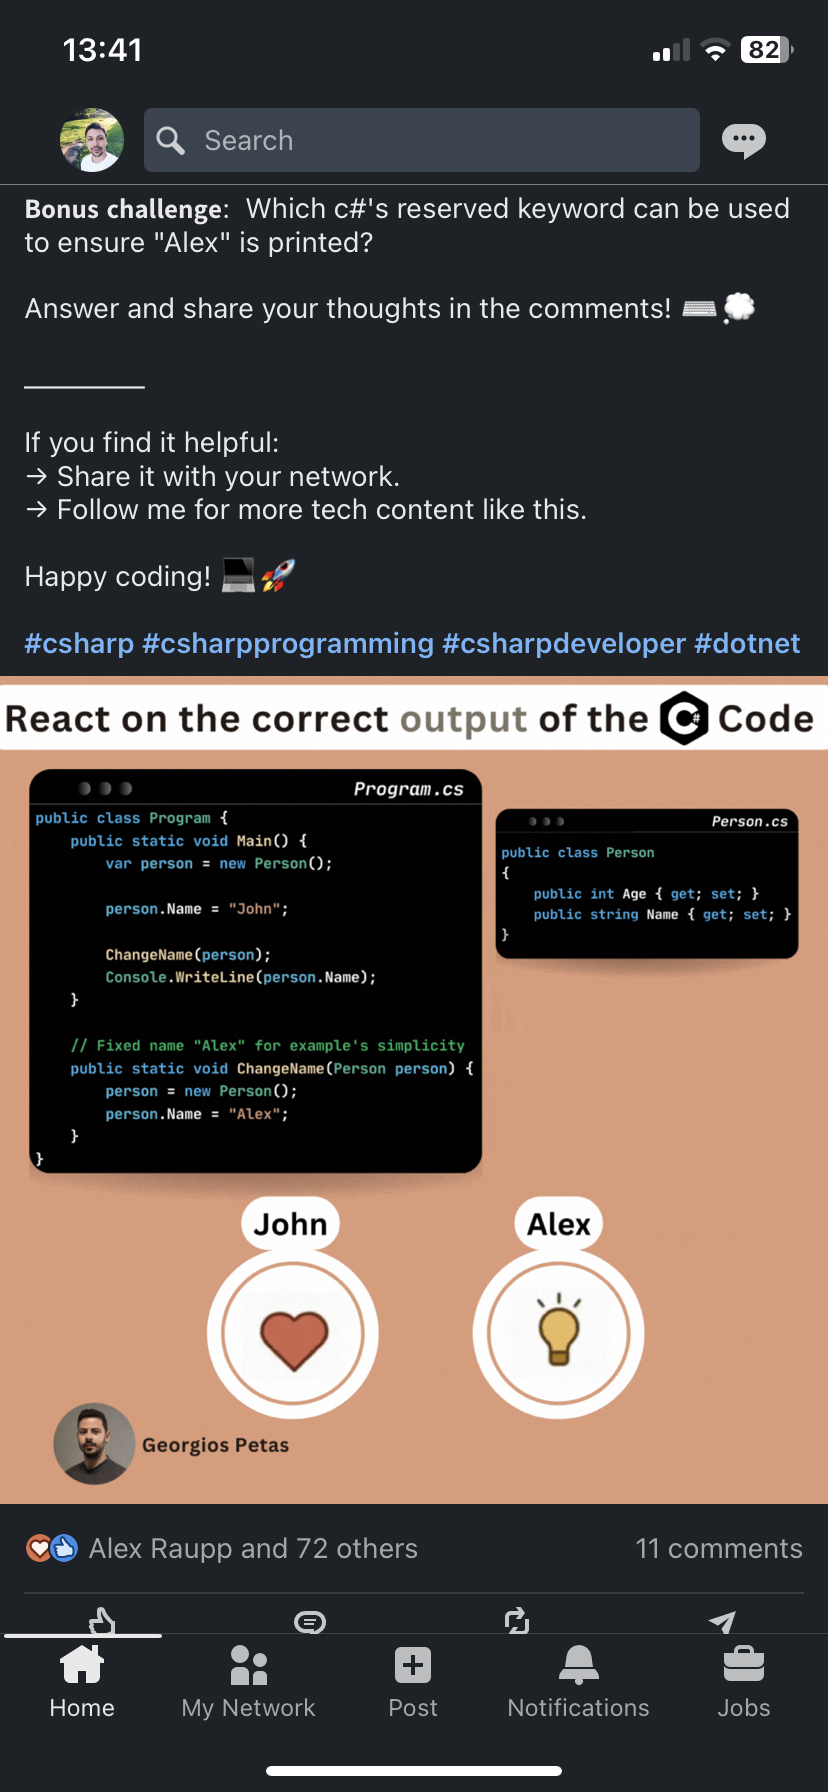 13:41
82
Search
Bonus challenge: Which c#'s reserved keyword can be used
to ensure "Alex" is printed?
Answer and share your thoughts in the comments! ⌨️💭
If you find it helpful:
→ Share it with your network.
→ Follow me for more tech content like this.
Happy coding! 💻🚀
#csharp #csharpprogramming #csharpdeveloper #dotnet
React on the correct output of the C# Code
Program.cs
public class Program {
public static void Main() {
var person = new Person();
person.Name = "John";
ChangeName(person);
Console.WriteLine(person.Name);
}
// Fixed name "Alex" for example's simplicity
public static void ChangeName(Person person) {
person = new Person();
person.Name = "Alex";
}
}
Person.cs
public class Person
{
public int Age { get; set; }
public string Name { get; set; }
}
John
Alex
Georgios Petas
Alex Raupp and 72 others
11 comments
Home
My Network
Post
Notifications
Jobs